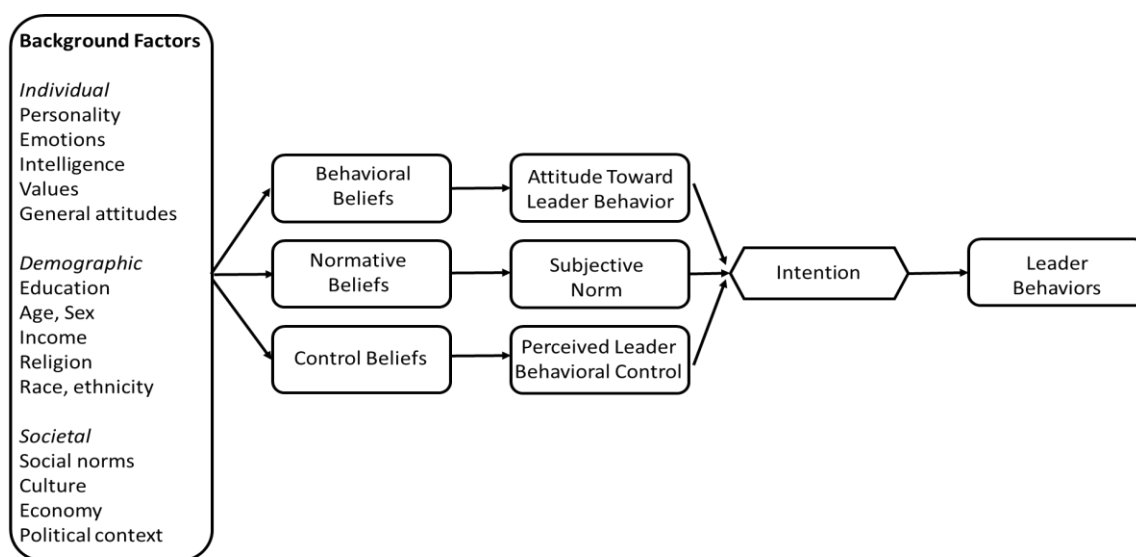 Background Factors
Individual
Personality
Emotions
Intelligence
Values
General attitudes
Demographic
Education
Age, Sex
Income
Religion
Race, ethnicity
Societal
Social norms
Culture
Economy
Political context
Behavioral
Beliefs
Normative
Beliefs
Control Beliefs
Attitude Toward
Leader Behavior
Subjective
Norm
Perceived Leader
Behavioral Control
Intention
Leader
Behaviors